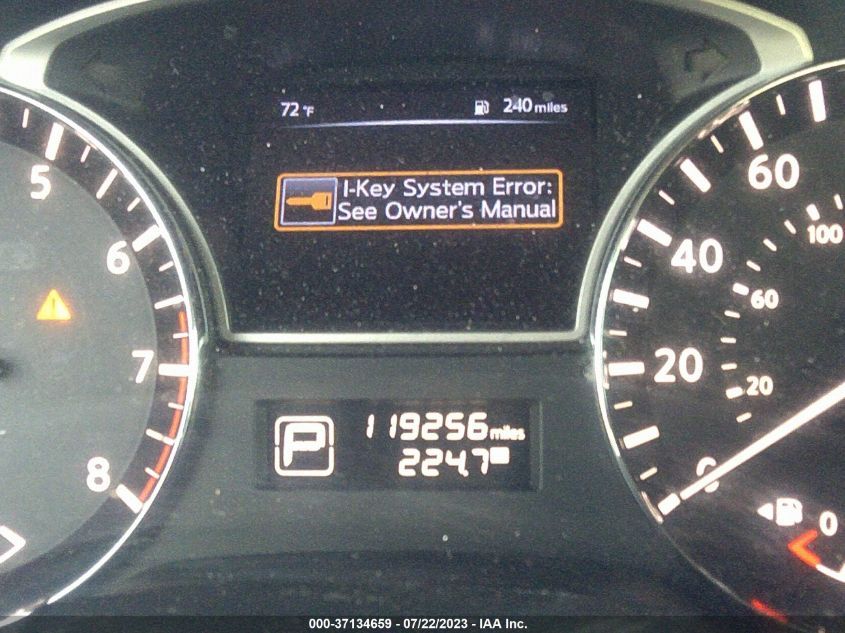 72 °F 240 miles
I-Key System Error:
See Owner's Manual
5
6
7
8
60
40
20
0
100
60
20
P 119256 miles
224.7
0
000-37134659 - 07/22/2023 - IAA Inc.